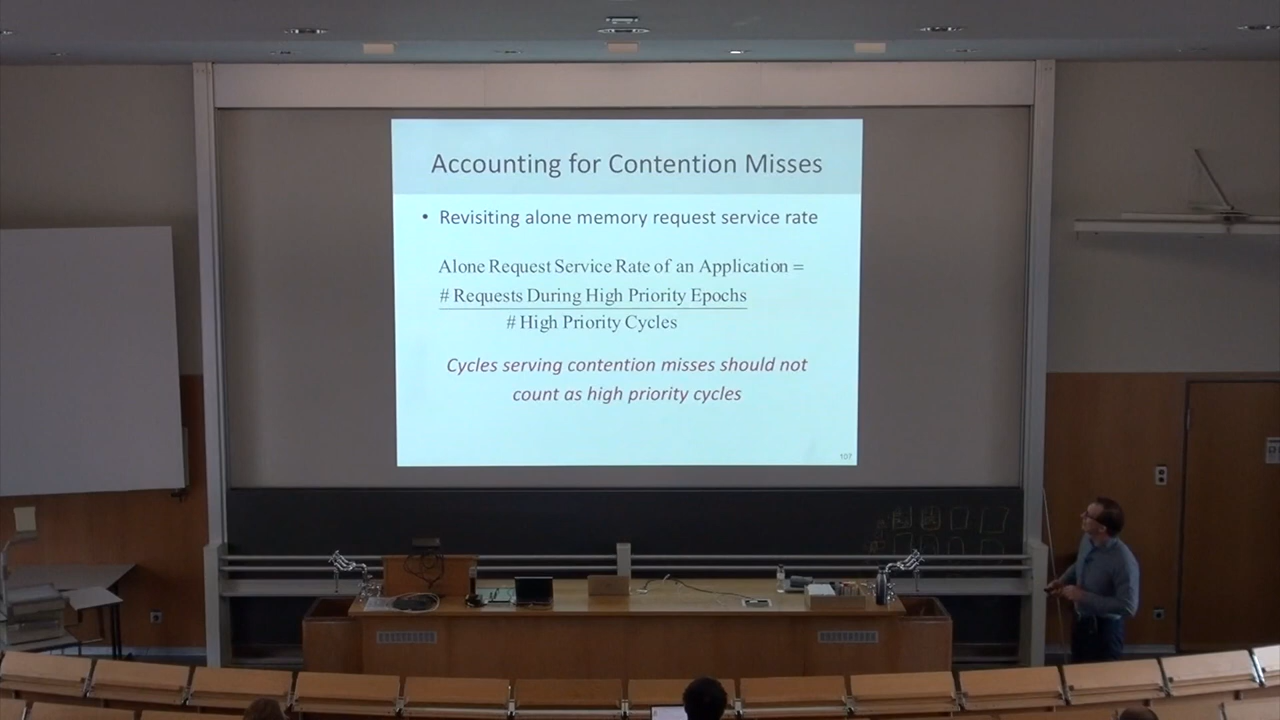 Accounting for Contention Misses
• Revisiting alone memory request service rate
Alone Request Service Rate of an Application =
# Requests During High Priority Epochs
# High Priority Cycles
Cycles serving contention misses should not
count as high priority cycles
107